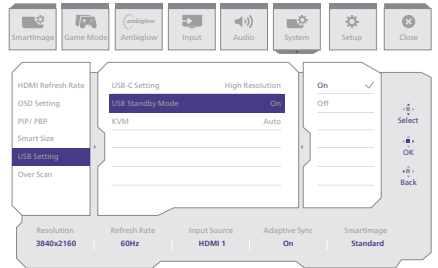 SmartImage
Game Mode
ambiglow
Ambiglow
Input
Audio
System
Setup
Close
HDMI Refresh Rate
OSD Setting
PIP/ PBP
Smart Size
USB Setting
Over Scan
USB-C Setting High Resolution
USB Standby Mode On
KVM Auto
On
Off
Select
OK
Back
Resolution Refresh Rate Input Source Adaptive Sync SmartImage
3840x2160 60Hz HDMI 1 On Standard